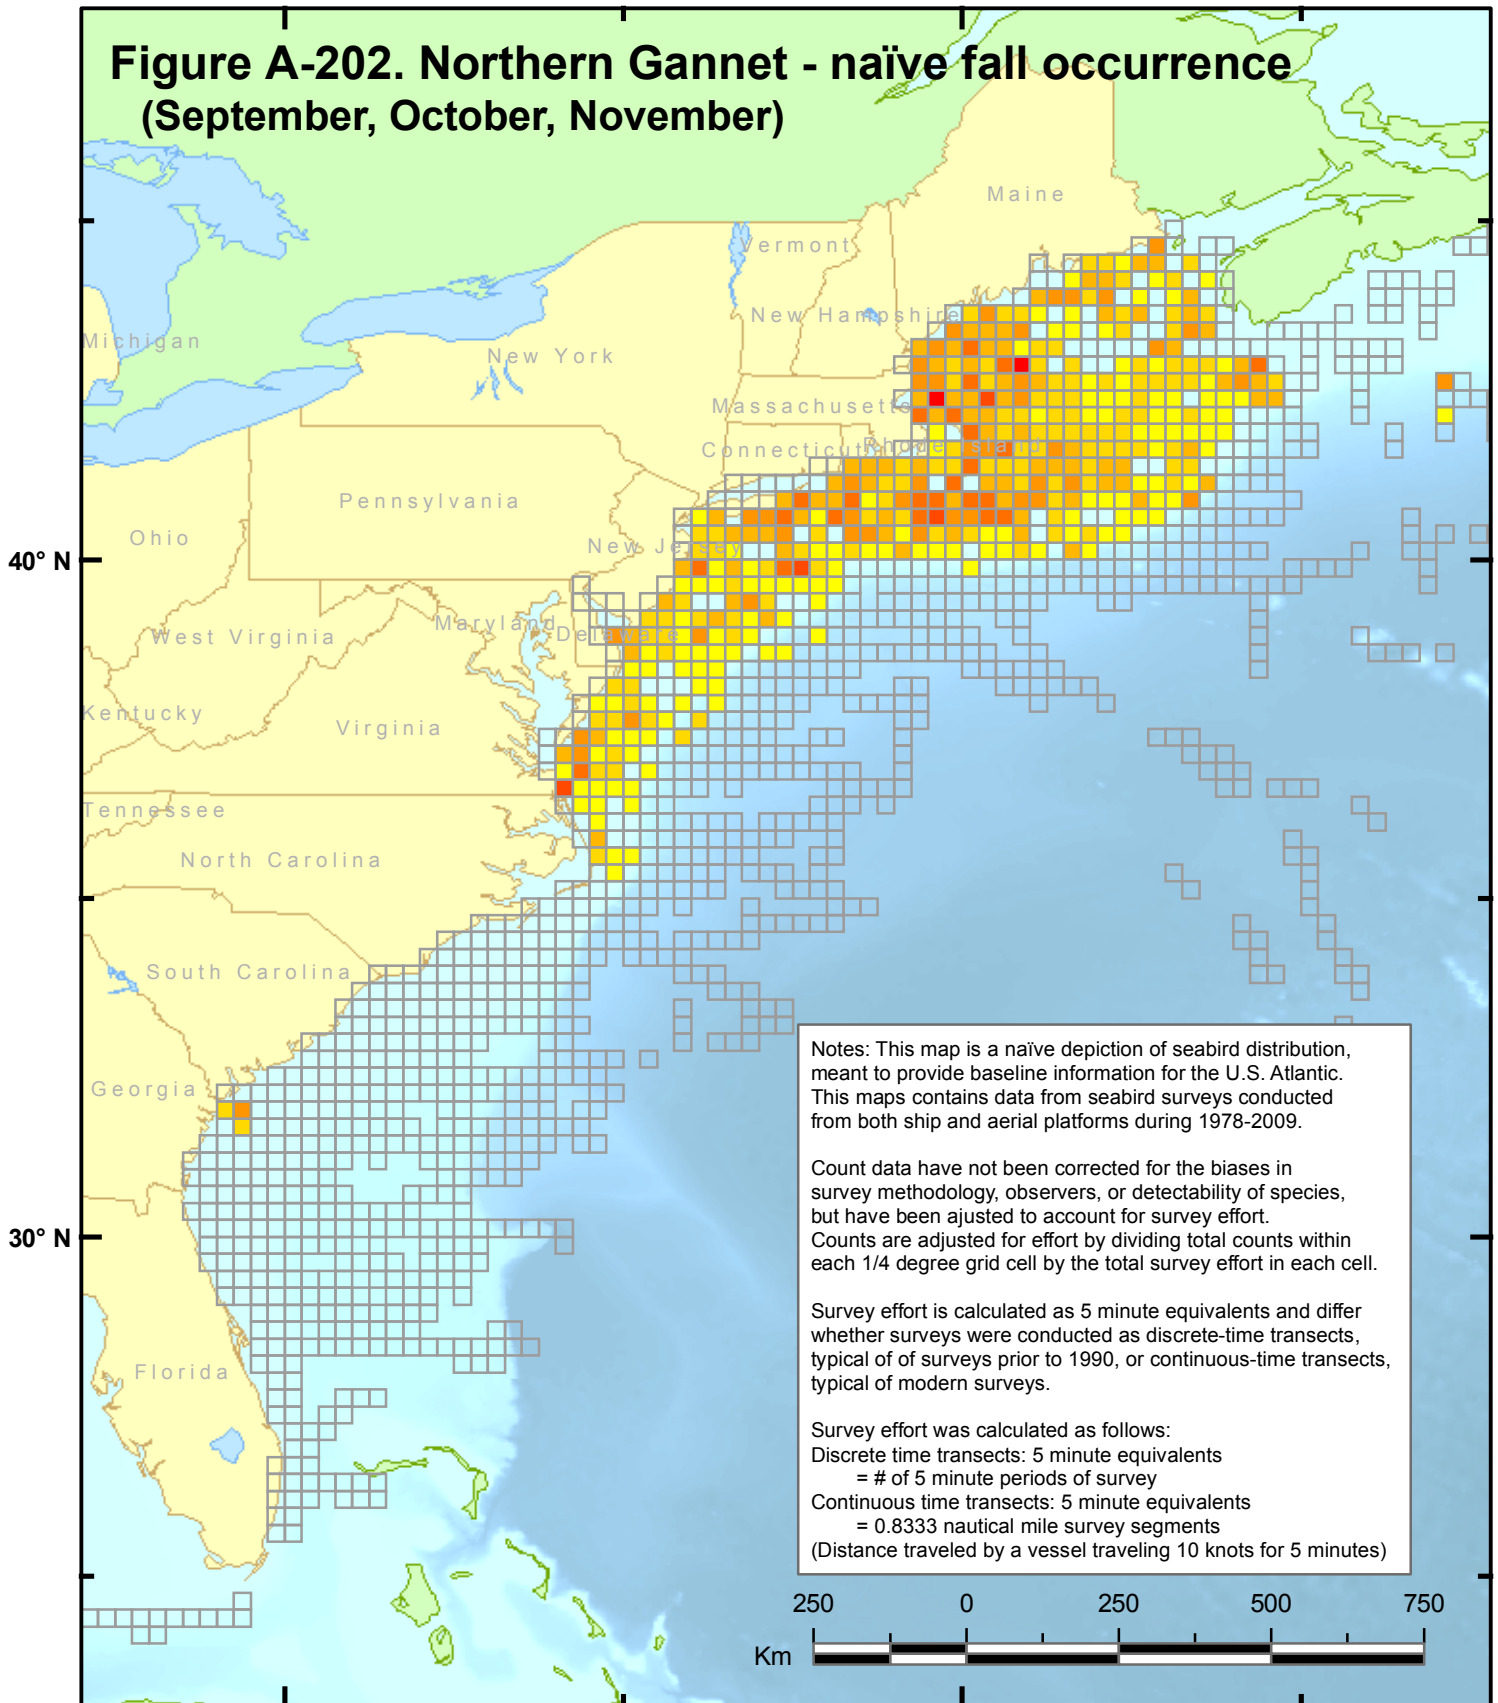 Figure A-202. Northern Gannet - naïve fall occurrence
(September, October, November)
Maine
Vermont
New Hampshire
Michigan
New York
Massachusetts
Connecticut
Rhode Island
Pennsylvania
Ohio
New Jersey
40° N
West Virginia
Maryland
Delaware
Kentucky
Virginia
Tennessee
North Carolina
South Carolina
Georgia
30° N
Florida
Notes: This map is a naïve depiction of seabird distribution,
meant to provide baseline information for the U.S. Atlantic.
This maps contains data from seabird surveys conducted
from both ship and aerial platforms during 1978-2009.
Count data have not been corrected for the biases in
survey methodology, observers, or detectability of species,
but have been ajusted to account for survey effort.
Counts are adjusted for effort by dividing total counts within
each 1/4 degree grid cell by the total survey effort in each cell.
Survey effort is calculated as 5 minute equivalents and differ
whether surveys were conducted as discrete-time transects,
typical of of surveys prior to 1990, or continuous-time transects,
typical of modern surveys.
Survey effort was calculated as follows:
Discrete time transects: 5 minute equivalents
= # of 5 minute periods of survey
Continuous time transects: 5 minute equivalents
= 0.8333 nautical mile survey segments
(Distance traveled by a vessel traveling 10 knots for 5 minutes)
250 0 250 500 750
Km